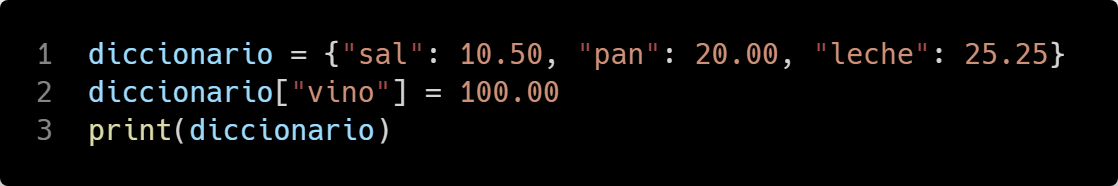 1 diccionario = {"sal": 10.50, "pan": 20.00, "leche": 25.25}
2 diccionario["vino"] = 100.00
3 print(diccionario)